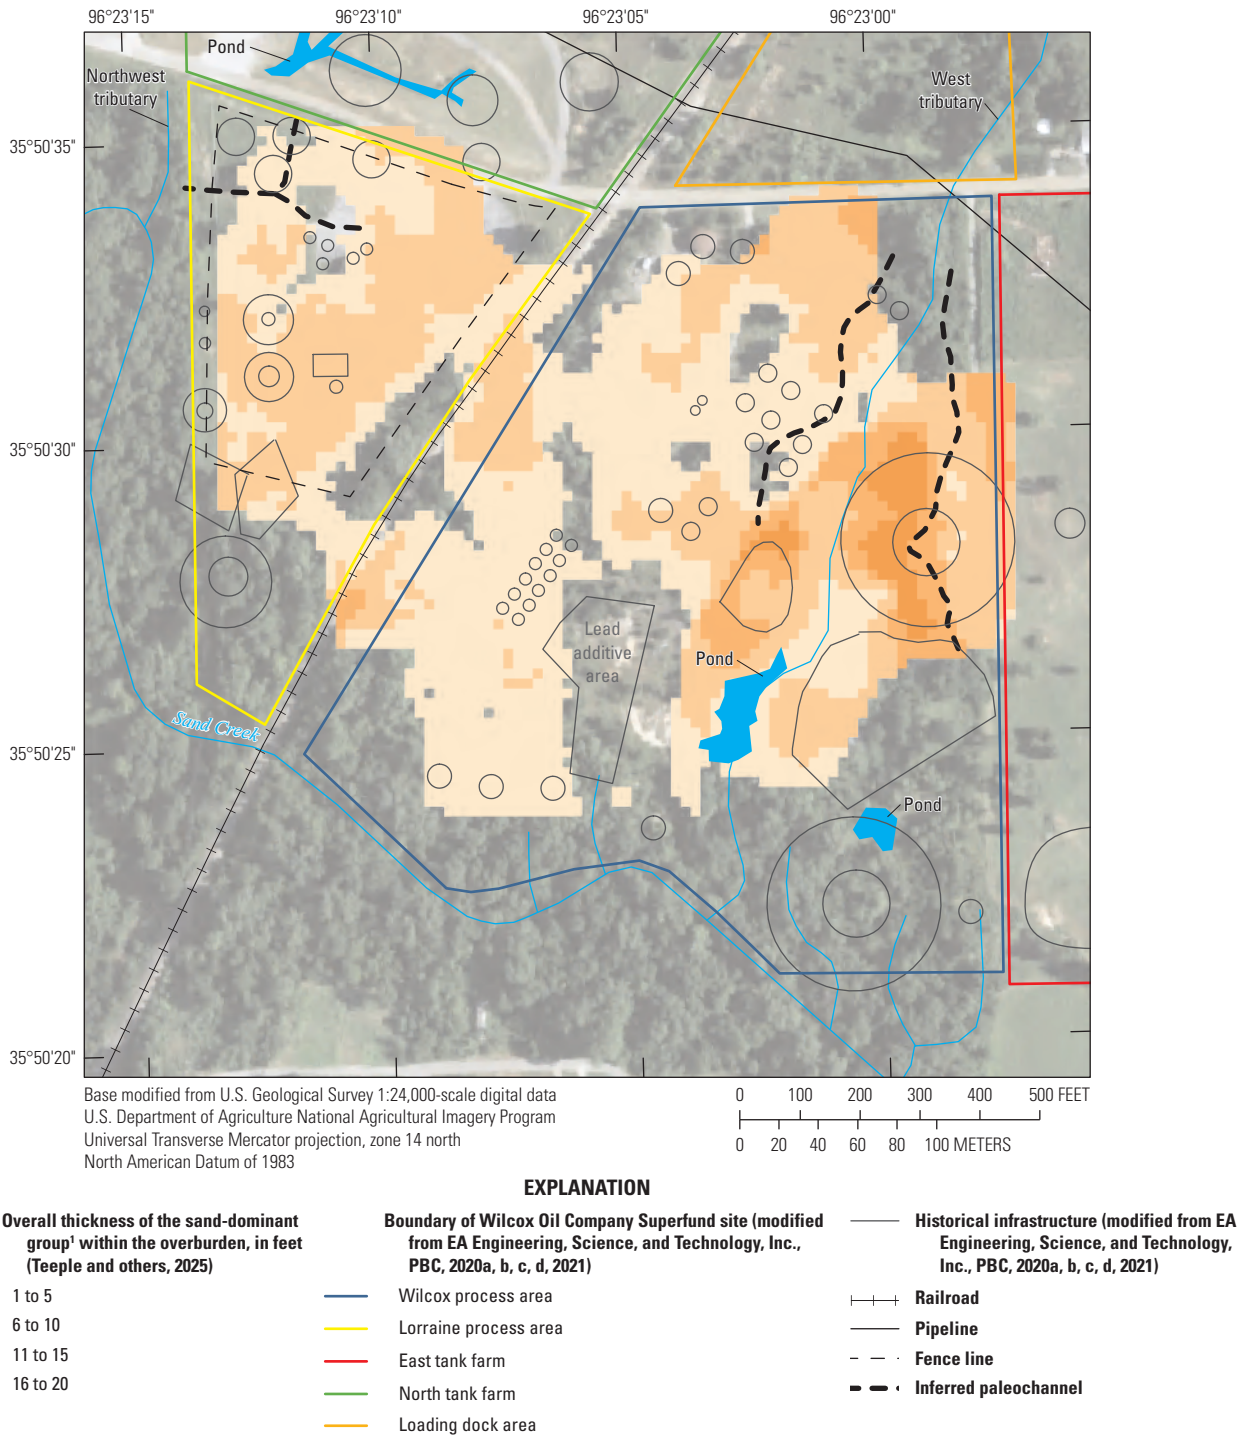 96°23'15"
96°23'10"
96°23'05"
96°23'00"
Pond
Northwest
tributary
West
tributary
35°50'35"
35°50'30"
Lead
additive
area
Pond
Sand Creek
35°50'25"
Pond
35°50'20"
Base modified from U.S. Geological Survey 1:24,000-scale digital data
U.S. Department of Agriculture National Agricultural Imagery Program
Universal Transverse Mercator projection, zone 14 north
North American Datum of 1983
0 100 200 300 400 500 FEET
0 20 40 60 80 100 METERS
EXPLANATION
Overall thickness of the sand-dominant
group1 within the overburden, in feet
(Teeple and others, 2025)
1 to 5
6 to 10
11 to 15
16 to 20
Boundary of Wilcox Oil Company Superfund site (modified
from EA Engineering, Science, and Technology, Inc.,
PBC, 2020a, b, c, d, 2021)
Wilcox process area
Lorraine process area
East tank farm
North tank farm
Loading dock area
Historical infrastructure (modified from EA
Engineering, Science, and Technology,
Inc., PBC, 2020a, b, c, d, 2021)
Railroad
Pipeline
Fence line
Inferred paleochannel